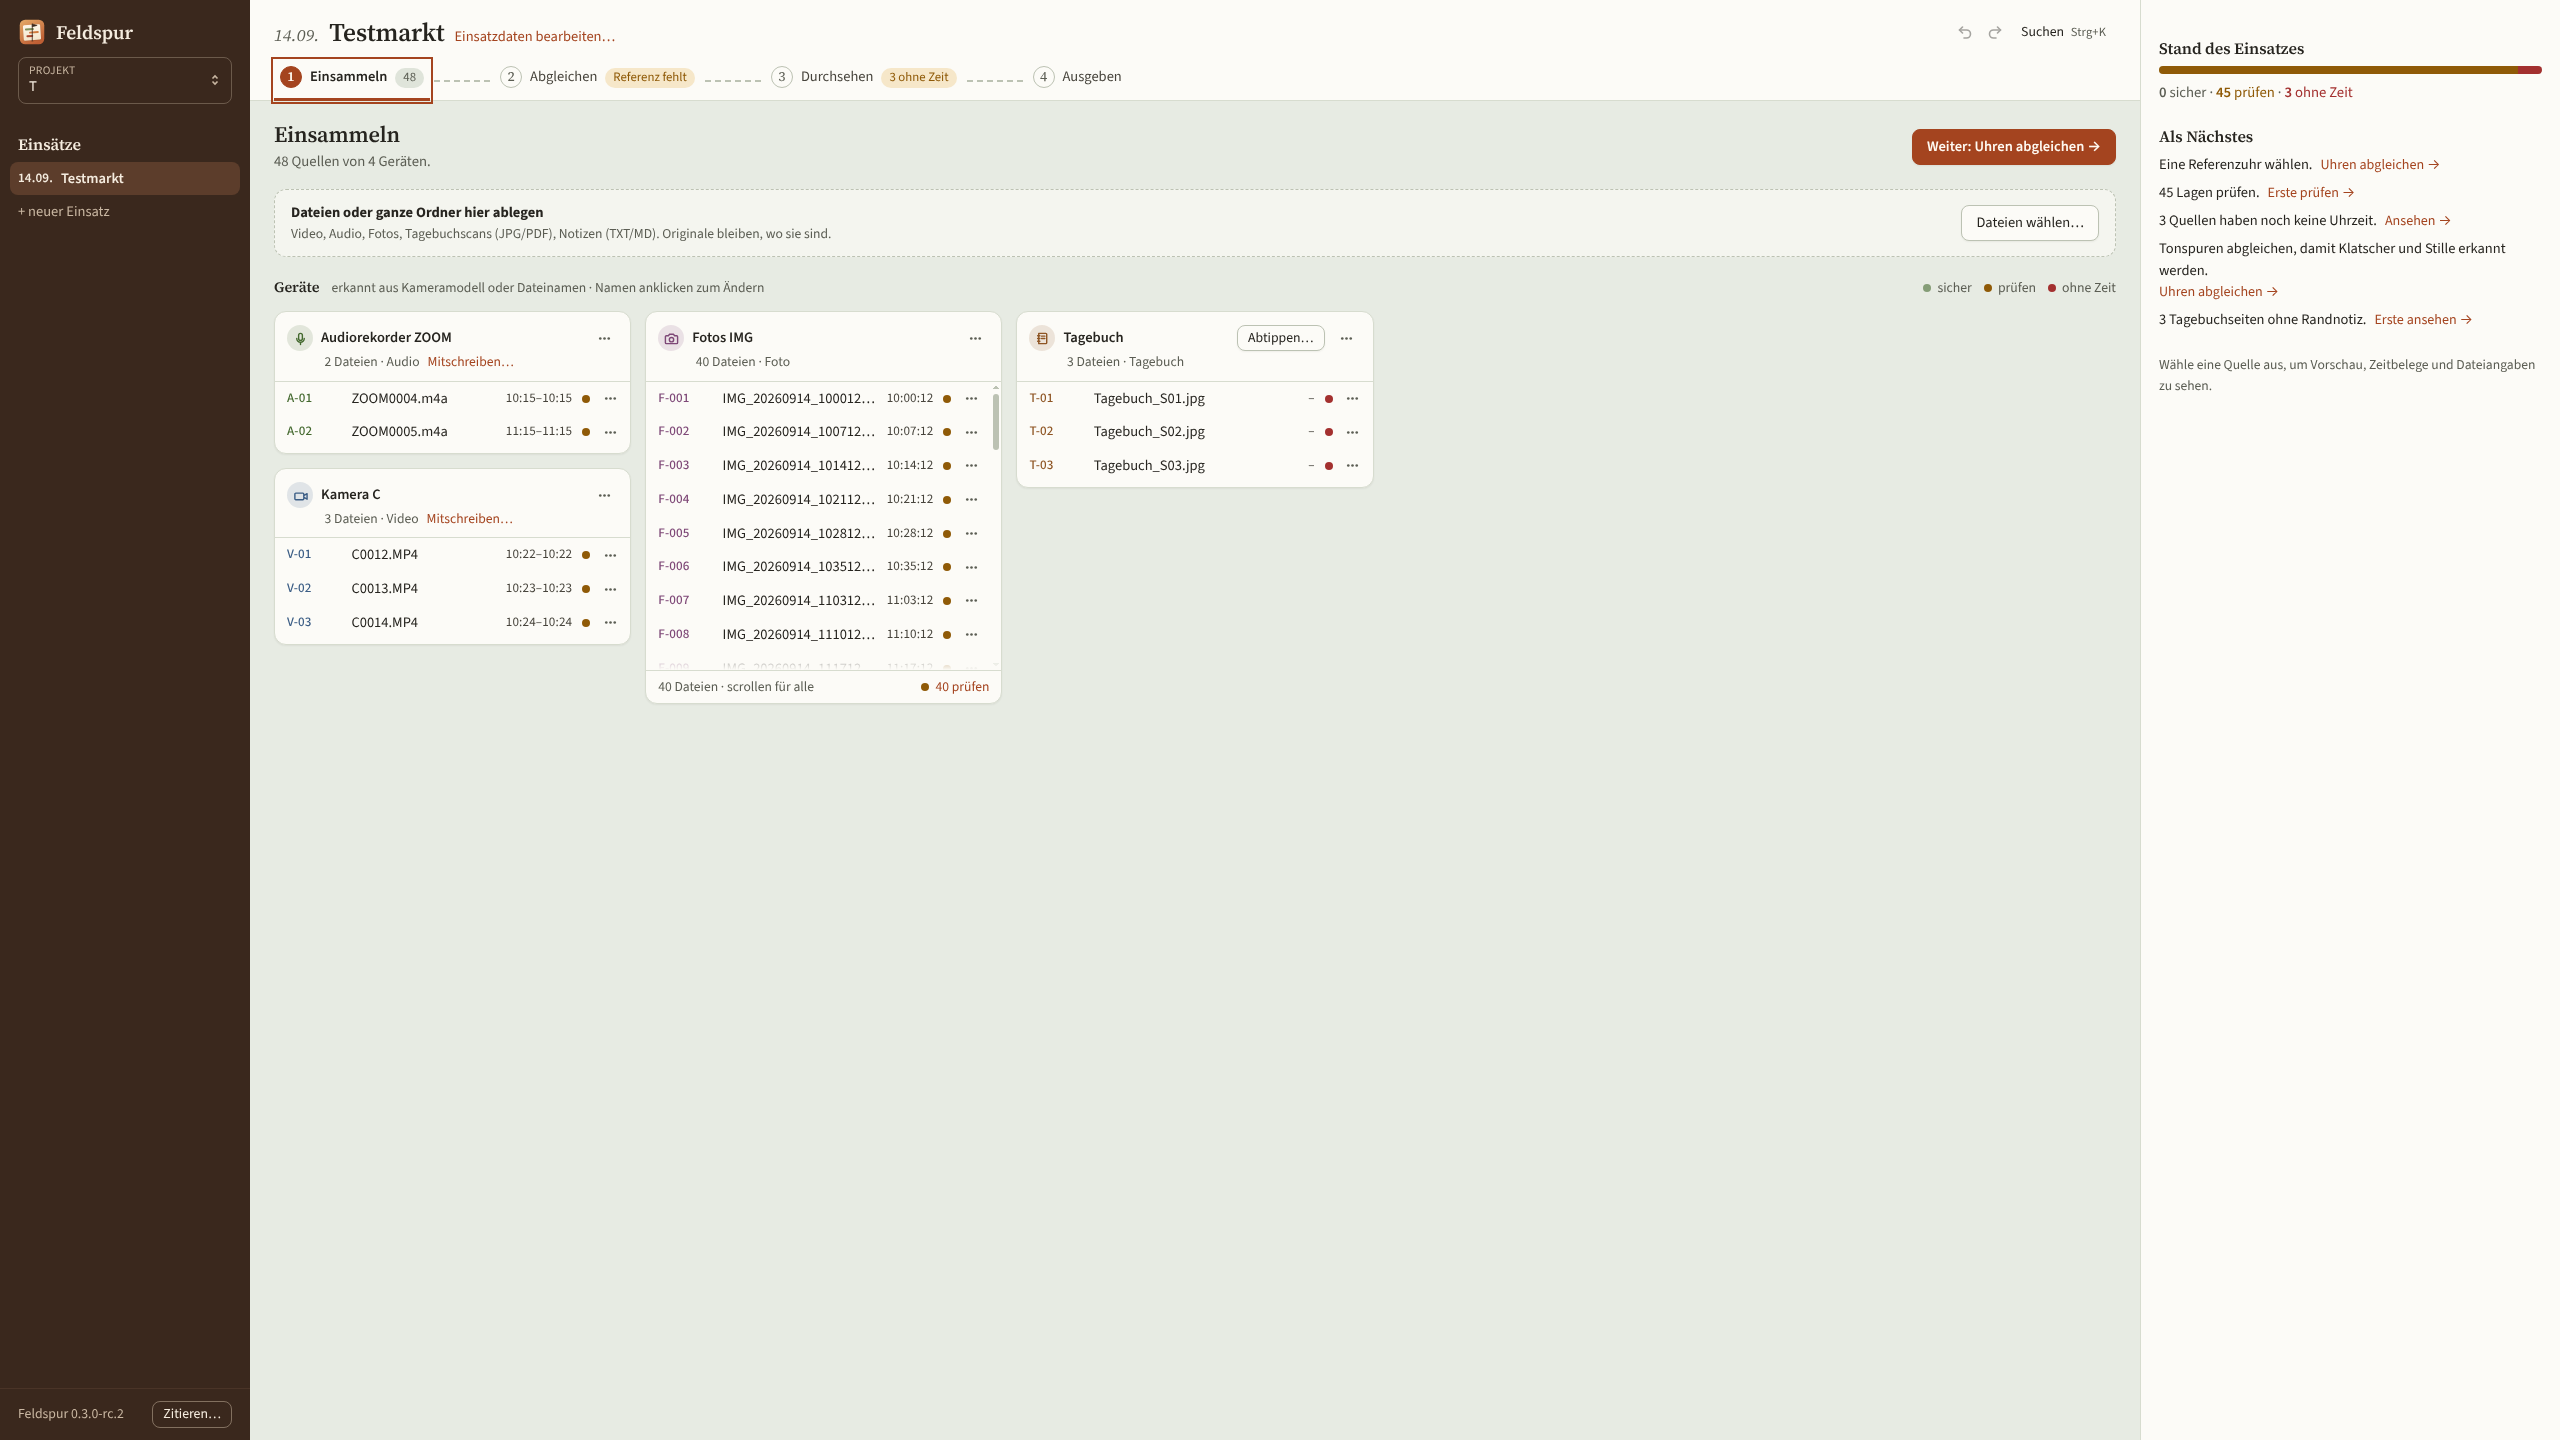 Feldspur
PROJEKT
T
Einsätze
14.09. Testmarkt
+ neuer Einsatz
Feldspur 0.3.0-rc.2
Zitieren…
14.09. Testmarkt Einsatzdaten bearbeiten…
Suchen Strg+K
1 Einsammeln 48
2 Abgleichen Referenz fehlt
3 Durchsehen 3 ohne Zeit
4 Ausgeben
Einsammeln
48 Quellen von 4 Geräten.
Weiter: Uhren abgleichen →
Dateien oder ganze Ordner hier ablegen
Video, Audio, Fotos, Tagebuchscans (JPG/PDF), Notizen (TXT/MD). Originale bleiben, wo sie sind.
Dateien wählen…
Geräte erkannt aus Kameramodell oder Dateinamen · Namen anklicken zum Ändern
sicher prüfen ohne Zeit
Audiorekorder ZOOM
2 Dateien · Audio Mitschreiben…
A-01 ZOOM0004.m4a 10:15–10:15
A-02 ZOOM0005.m4a 11:15–11:15
Kamera C
3 Dateien · Video Mitschreiben…
V-01 C0012.MP4 10:22–10:22
V-02 C0013.MP4 10:23–10:23
V-03 C0014.MP4 10:24–10:24
Fotos IMG
40 Dateien · Foto
F-001 IMG_20260914_100012… 10:00:12
F-002 IMG_20260914_100712… 10:07:12
F-003 IMG_20260914_101412… 10:14:12
F-004 IMG_20260914_102112… 10:21:12
F-005 IMG_20260914_102812… 10:28:12
F-006 IMG_20260914_103512… 10:35:12
F-007 IMG_20260914_110312… 11:03:12
F-008 IMG_20260914_111012… 11:10:12
F-009 IMG_20260914_111712… 11:17:12
40 Dateien · scrollen für alle 40 prüfen
Tagebuch Abtippen…
3 Dateien · Tagebuch
T-01 Tagebuch_S01.jpg –
T-02 Tagebuch_S02.jpg –
T-03 Tagebuch_S03.jpg –
Stand des Einsatzes
0 sicher · 45 prüfen · 3 ohne Zeit
Als Nächstes
Eine Referenzuhr wählen. Uhren abgleichen →
45 Lagen prüfen. Erste prüfen →
3 Quellen haben noch keine Uhrzeit. Ansehen →
Tonspuren abgleichen, damit Klatscher und Stille erkannt
werden.
Uhren abgleichen →
3 Tagebuchseiten ohne Randnotiz. Erste ansehen →
Wähle eine Quelle aus, um Vorschau, Zeitbelege und Dateiangaben
zu sehen.